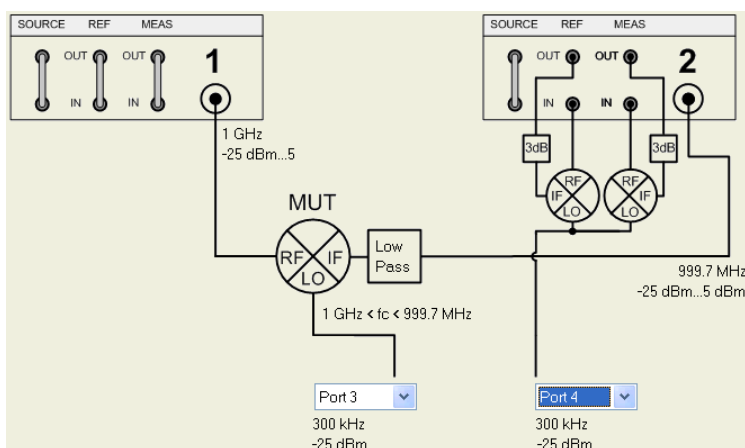 SOURCE REF MEAS
OUT OUT
1
IN IN
1 GHz
-25 dBm...5
SOURCE REF MEAS
OUT OUT
2
IN IN
3dB 3dB
RF RF
IF IF
LO LO
MUT
RF IF
LO
Low
Pass
999.7 MHz
-25 dBm...5 dBm
1 GHz < fc < 999.7 MHz
Port 3
300 kHz
-25 dBm
Port 4
300 kHz
-25 dBm